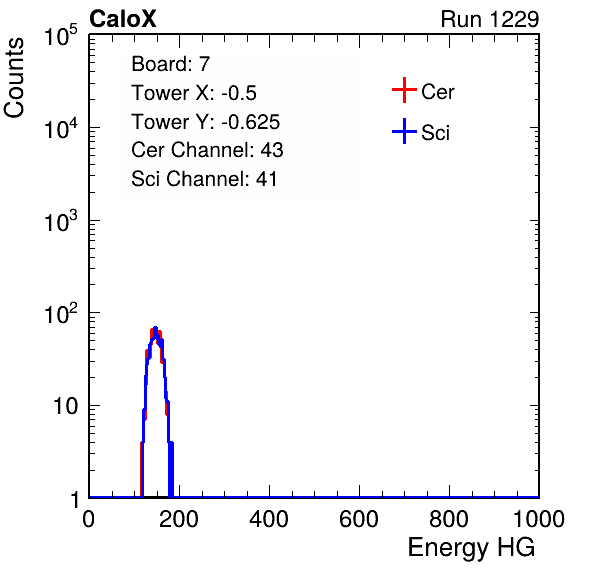 CaloX Run 1229
Counts
10^5
10^4
10^3
10^2
10
1
Board: 7
Tower X: -0.5
Tower Y: -0.625
Cer Channel: 43
Sci Channel: 41
Cer
Sci
0 200 400 600 800 1000
Energy HG